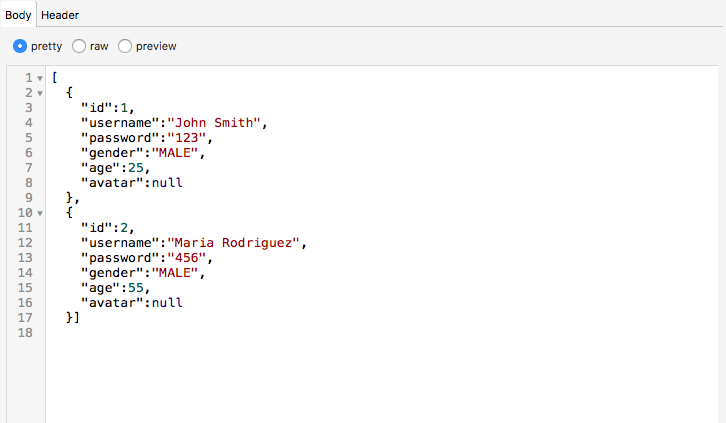 Body Header
pretty raw preview
1 [
2 {
3 "id":1,
4 "username":"John Smith",
5 "password":"123",
6 "gender":"MALE",
7 "age":25,
8 "avatar":null
9 },
10 {
11 "id":2,
12 "username":"Maria Rodriguez",
13 "password":"456",
14 "gender":"MALE",
15 "age":55,
16 "avatar":null
17 }]
18